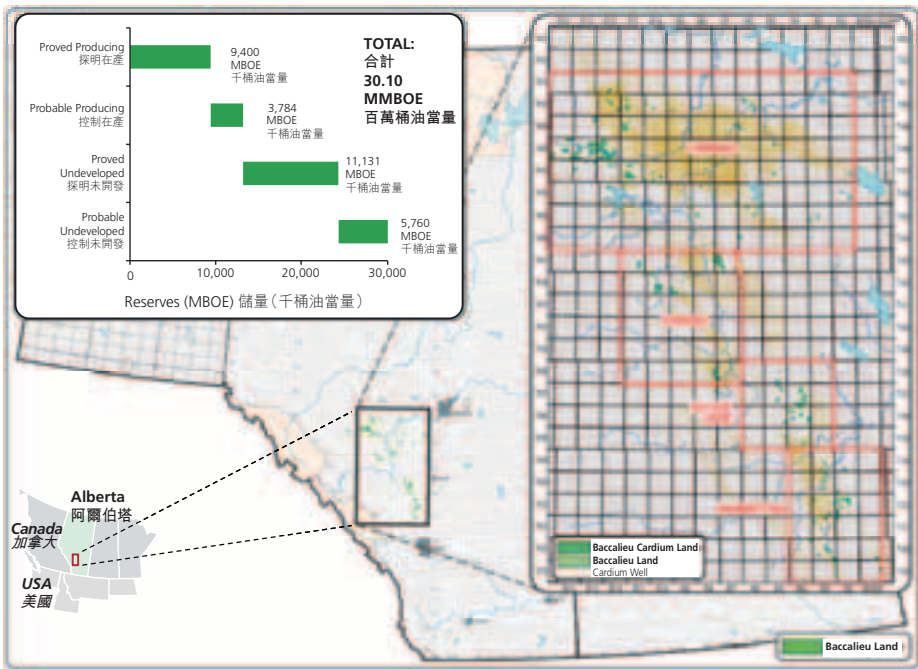 Proved Producing
探明在產
9,400
MBOE
千桶油當量
TOTAL:
合計
30.10
MMBOE
百萬桶油當量
Probable Producing
控制在產
3,784
MBOE
千桶油當量
Proved
Undeveloped
探明未開發
11,131
MBOE
千桶油當量
Probable
Undeveloped
控制未開發
5,760
MBOE
千桶油當量
0
10,000
20,000
30,000
Reserves (MBOE) 儲量（千桶油當量）
Alberta
阿爾伯塔
Canada
加拿大
USA
美國
Baccalieu Cardium Land
Baccalieu Land
Cardium Well
Baccalieu Land